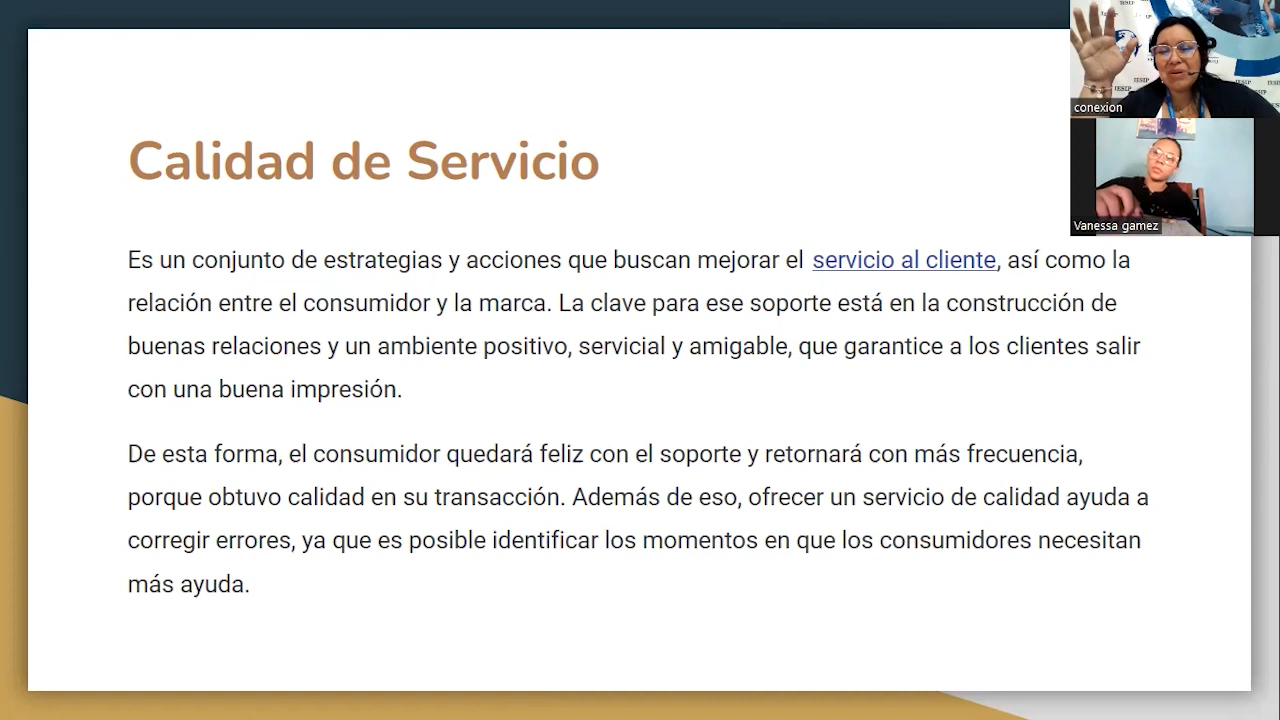 Calidad de Servicio
Es un conjunto de estrategias y acciones que buscan mejorar el servicio al cliente, así como la
relación entre el consumidor y la marca. La clave para ese soporte está en la construcción de
buenas relaciones y un ambiente positivo, servicial y amigable, que garantice a los clientes salir
con una buena impresión.
De esta forma, el consumidor quedará feliz con el soporte y retornará con más frecuencia,
porque obtuvo calidad en su transacción. Además de eso, ofrecer un servicio de calidad ayuda a
corregir errores, ya que es posible identificar los momentos en que los consumidores necesitan
más ayuda.
IESIP
IESIP
IESIP
conexion
Vanessa gamez